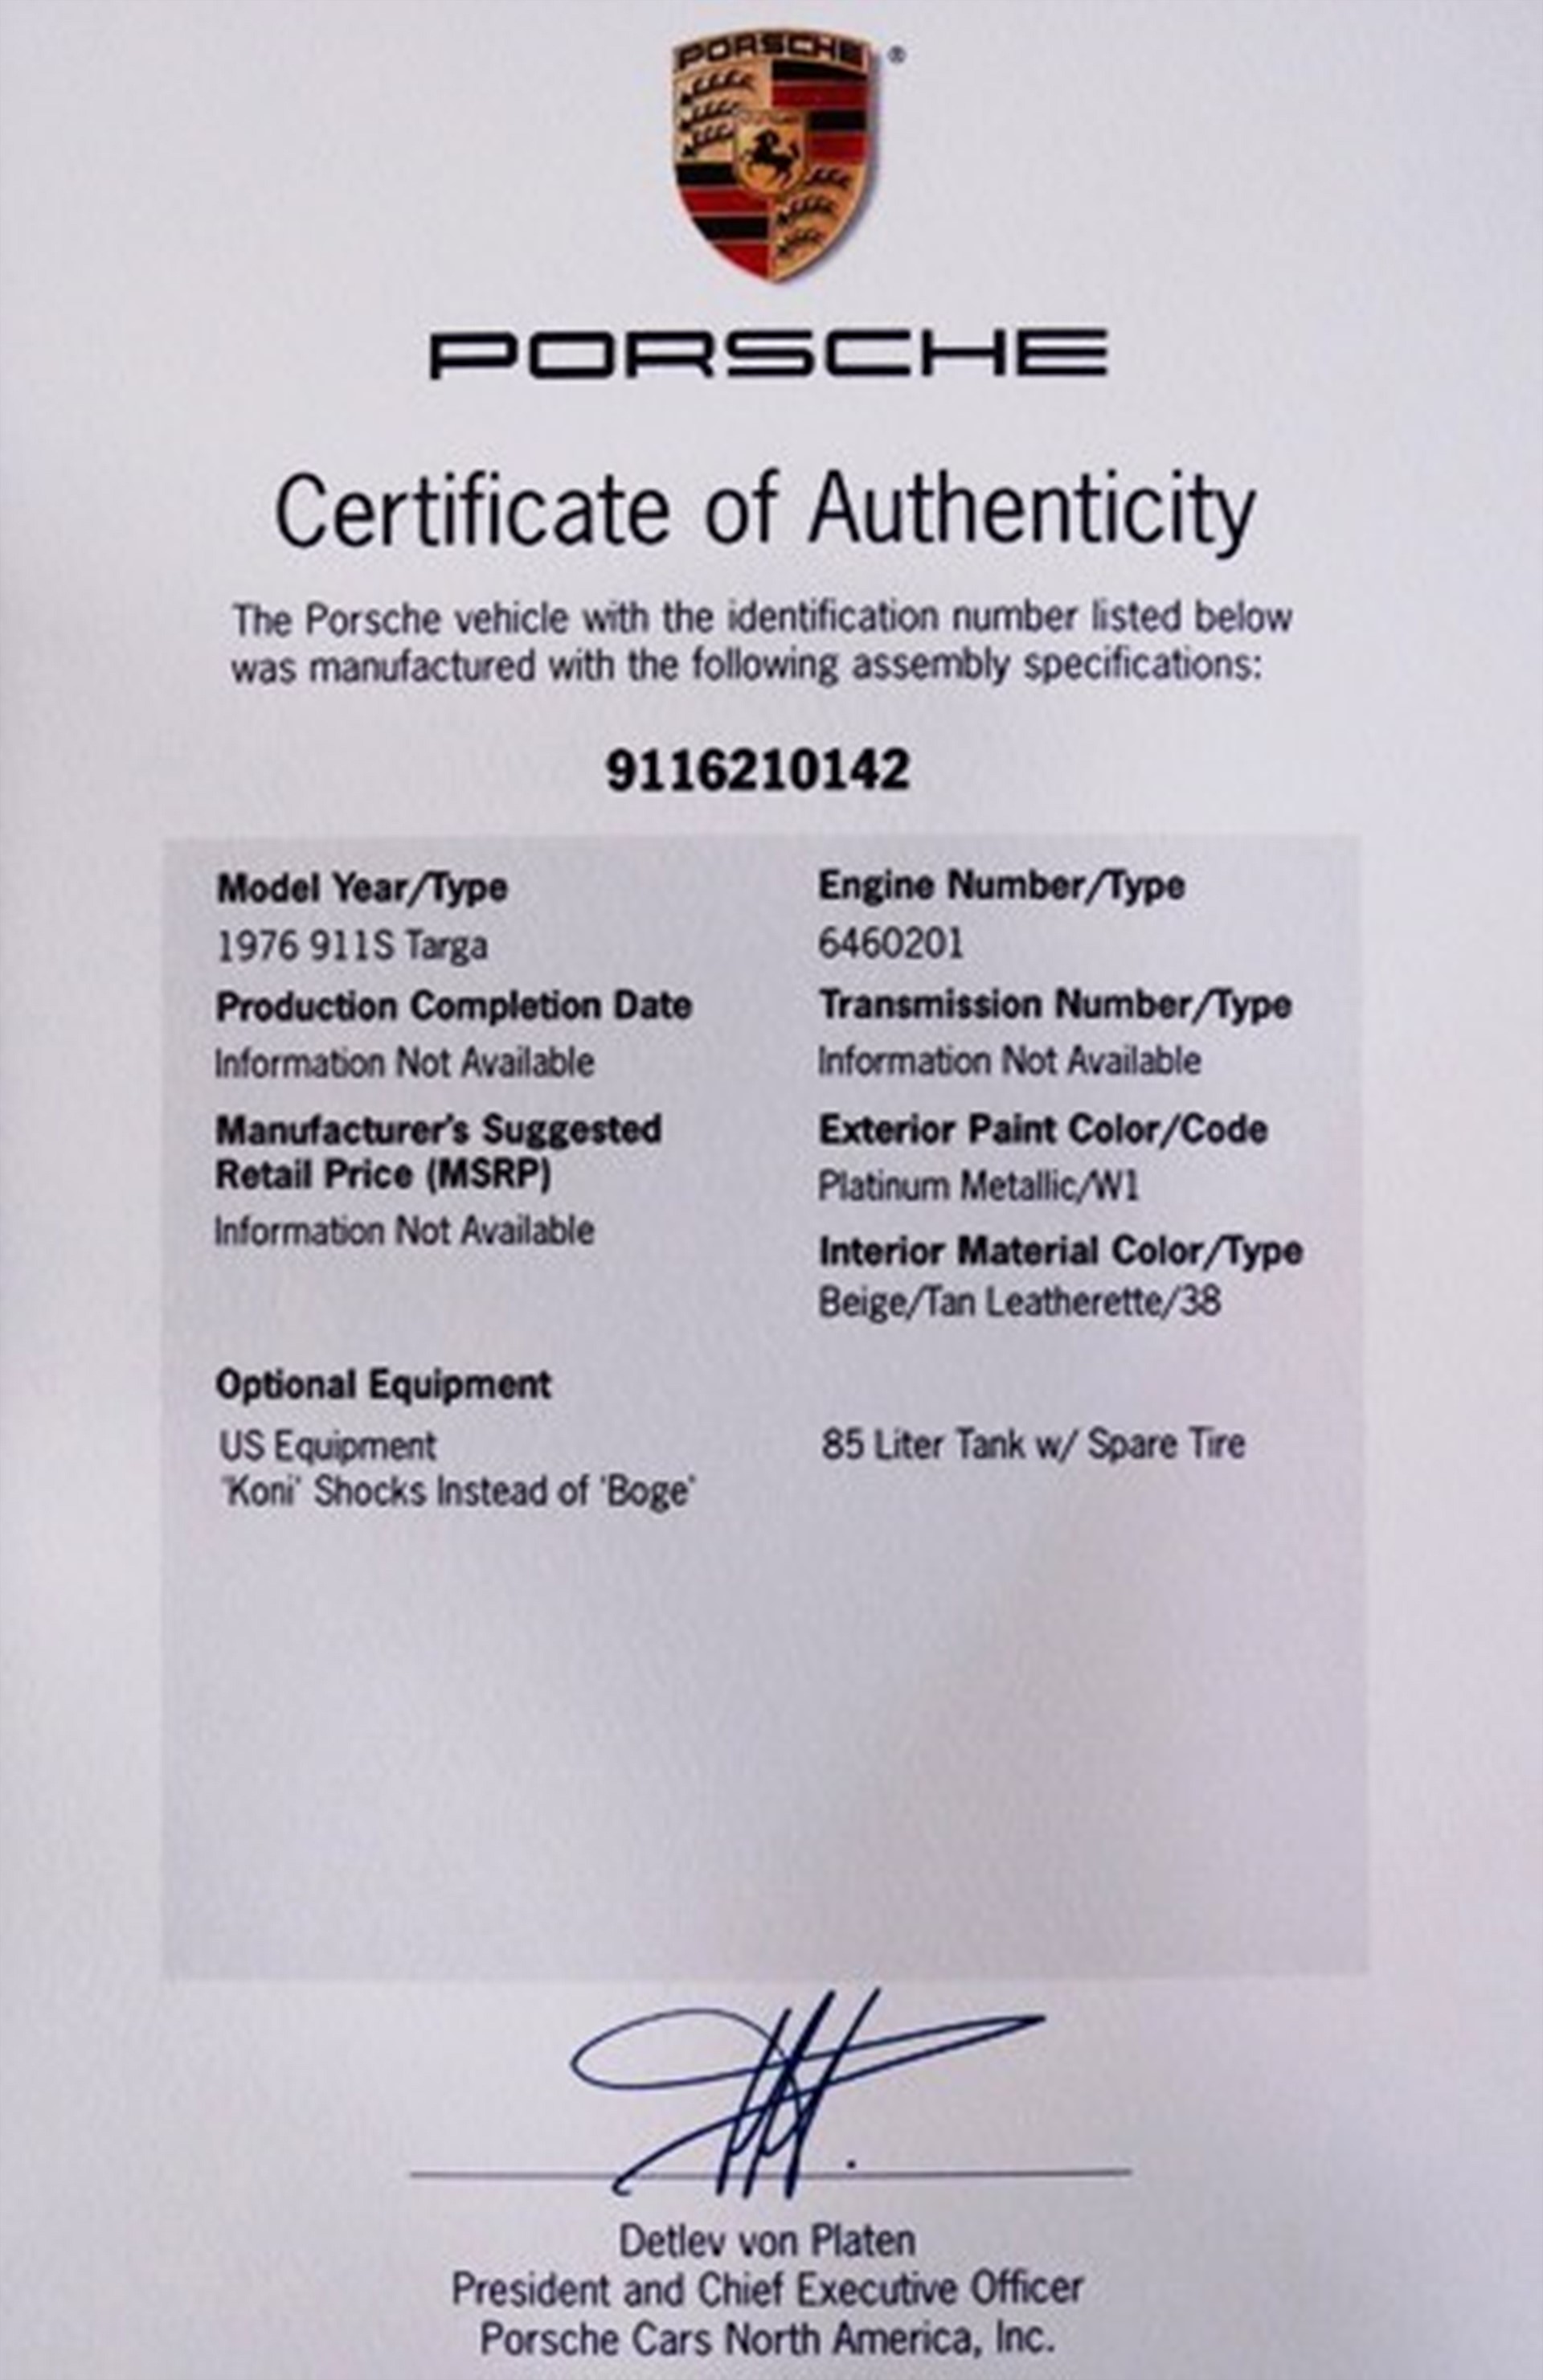 PORSCHE
®
PORSCHE
Certificate of Authenticity
The Porsche vehicle with the identification number listed below
was manufactured with the following assembly specifications:
9116210142
Model Year/Type
1976 911S Targa
Production Completion Date
Information Not Available
Manufacturer's Suggested
Retail Price (MSRP)
Information Not Available
Engine Number/Type
6460201
Transmission Number/Type
Information Not Available
Exterior Paint Color/Code
Platinum Metallic/W1
Interior Material Color/Type
Beige/Tan Leatherette/38
Optional Equipment
US Equipment
'Koni' Shocks Instead of 'Boge'
85 Liter Tank w/ Spare Tire
Detlev von Platen
President and Chief Executive Officer
Porsche Cars North America, Inc.